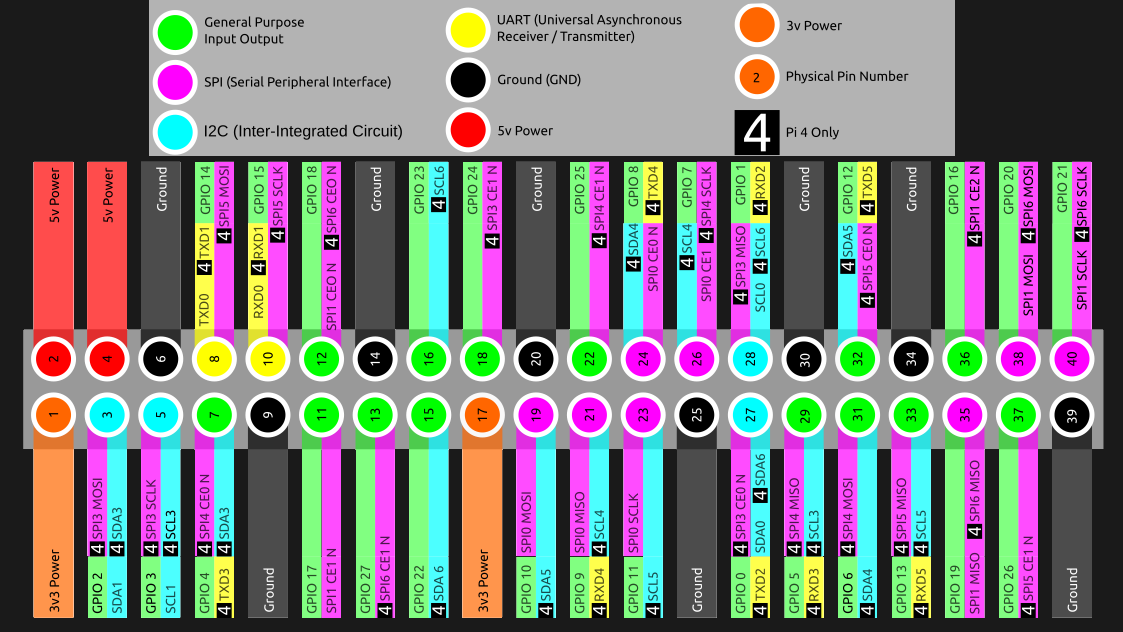 General Purpose
Input Output
UART (Universal Asynchronous
Receiver / Transmitter)
3v Power
SPI (Serial Peripheral Interface)
Ground (GND)
2
Physical Pin Number
I2C (Inter-Integrated Circuit)
5v Power
4
Pi 4 Only
5v Power
5v Power
Ground
GPIO 14
4 SPI5 MOSI
4 TXD1
TXD0
GPIO 15
4 SPI5 SCLK
4 RXD1
RXD0
GPIO 18
4 SPI6 CEO N
SPI1 CEO N
Ground
GPIO 23
4 SCL6
GPIO 24
4 SPI3 CE1 N
Ground
GPIO 25
4 SPI4 CE1 N
GPIO 8
4 TXD4
4 SDA4
SPI0 CE0 N
GPIO 7
4 SPI4 SCLK
4 SCL4
SPI0 CE1
GPIO 1
4 RXD2
4 SPI3 MISO
4 SCL6
SCL0
Ground
GPIO 12
4 TXD5
4 SDA5
4 SPI5 CE0 N
Ground
GPIO 16
4 SPI1 CE2 N
GPIO 20
4 SPI6 MOSI
SPI1 MOSI
GPIO 21
4 SPI6 SCLK
SPI1 SCLK
2 4 6 8 10 12 14 16 18 20 22 24 26 28 30 32 34 36 38 40
1 3 5 7 9 11 13 15 17 19 21 23 25 27 29 31 33 35 37 39
3v3 Power
4 SPI3 MOSI
4 SDA3
GPIO 2
SDA1
4 SPI3 SCLK
4 SCL3
GPIO 3
SCL1
4 SPI4 CE0 N
4 SDA3
GPIO 4
4 TXD3
Ground
GPIO 17
SPI1 CE1 N
GPIO 27
4 SPI6 CE1 N
GPIO 22
4 SDA 6
3v3 Power
SPI0 MOSI
GPIO 10
4 SDA5
SPI0 MISO
4 SCL4
GPIO 9
4 RXD4
SPI0 SCLK
GPIO 11
4 SCL5
Ground
4 SPI3 CE0 N
4 SDA6
SDA0
GPIO 0
4 TXD2
4 SPI4 MISO
4 SCL3
GPIO 5
4 RXD3
4 SPI4 MOSI
GPIO 6
4 SDA4
4 SPI5 MISO
4 SCL5
GPIO 13
4 RXD5
4 SPI6 MISO
GPIO 19
SPI1 MISO
GPIO 26
4 SPI5 CE1 N
Ground